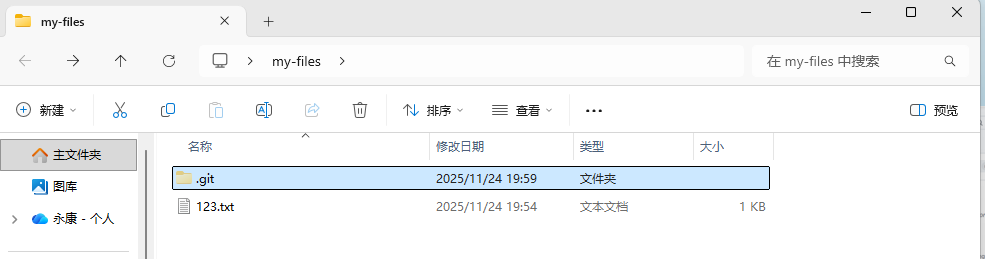 my-files
my-files
在 my-files 中搜索
新建
排序
查看
预览
主文件夹
图库
永康 - 个人
名称 修改日期 类型 大小
.git 2025/11/24 19:59 文件夹
123.txt 2025/11/24 19:54 文本文档 1 KB